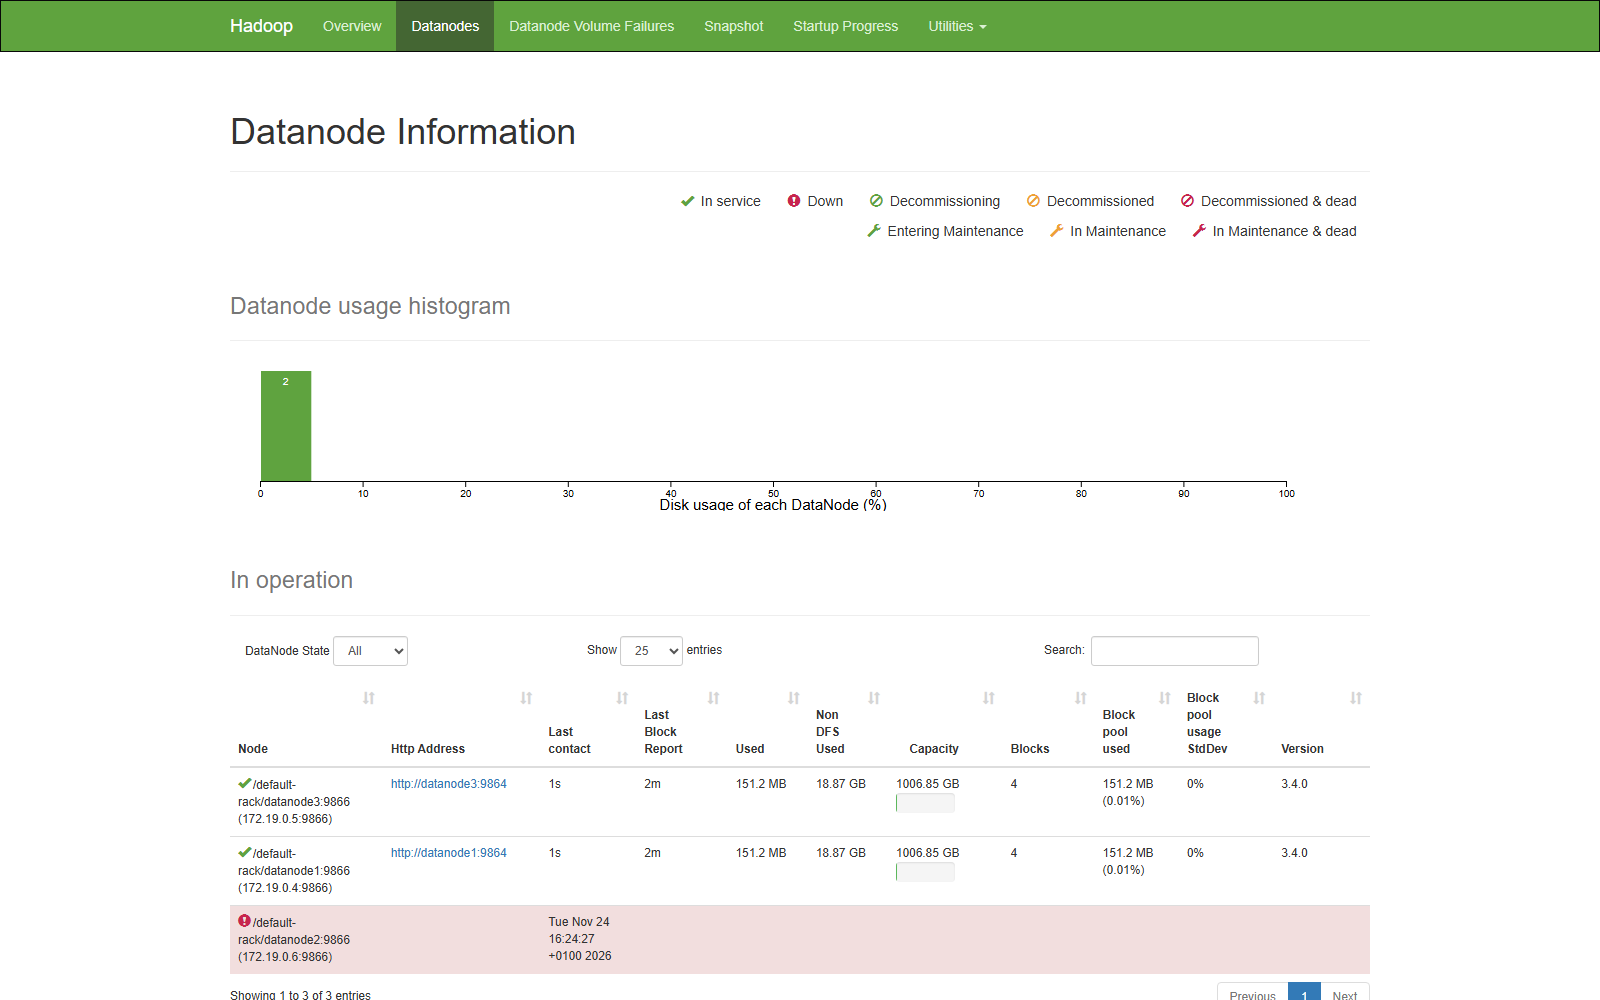 Hadoop Overview Datanodes Datanode Volume Failures Snapshot Startup Progress Utilities
Datanode Information
In service Down Decommissioning Decommissioned Decommissioned & dead
Entering Maintenance In Maintenance In Maintenance & dead
Datanode usage histogram
2
0 10 20 30 40 50 60 70 80 90 100
Disk usage of each DataNode (%)
In operation
DataNode State All Show 25 entries Search:
Node Http Address Last contact Last Block Report Used Non DFS Used Capacity Blocks Block pool used Block pool usage StdDev Version
/default- http://datanode3:9864 1s 2m 151.2 MB 18.87 GB 1006.85 GB 4 151.2 MB 0% 3.4.0
rack/datanode3:9866 (0.01%)
(172.19.0.5:9866)
/default- http://datanode1:9864 1s 2m 151.2 MB 18.87 GB 1006.85 GB 4 151.2 MB 0% 3.4.0
rack/datanode1:9866 (0.01%)
(172.19.0.4:9866)
/default- Tue Nov 24
rack/datanode2:9866 16:24:27
(172.19.0.6:9866) +0100 2026
Showing 1 to 3 of 3 entries Previous 1 Next